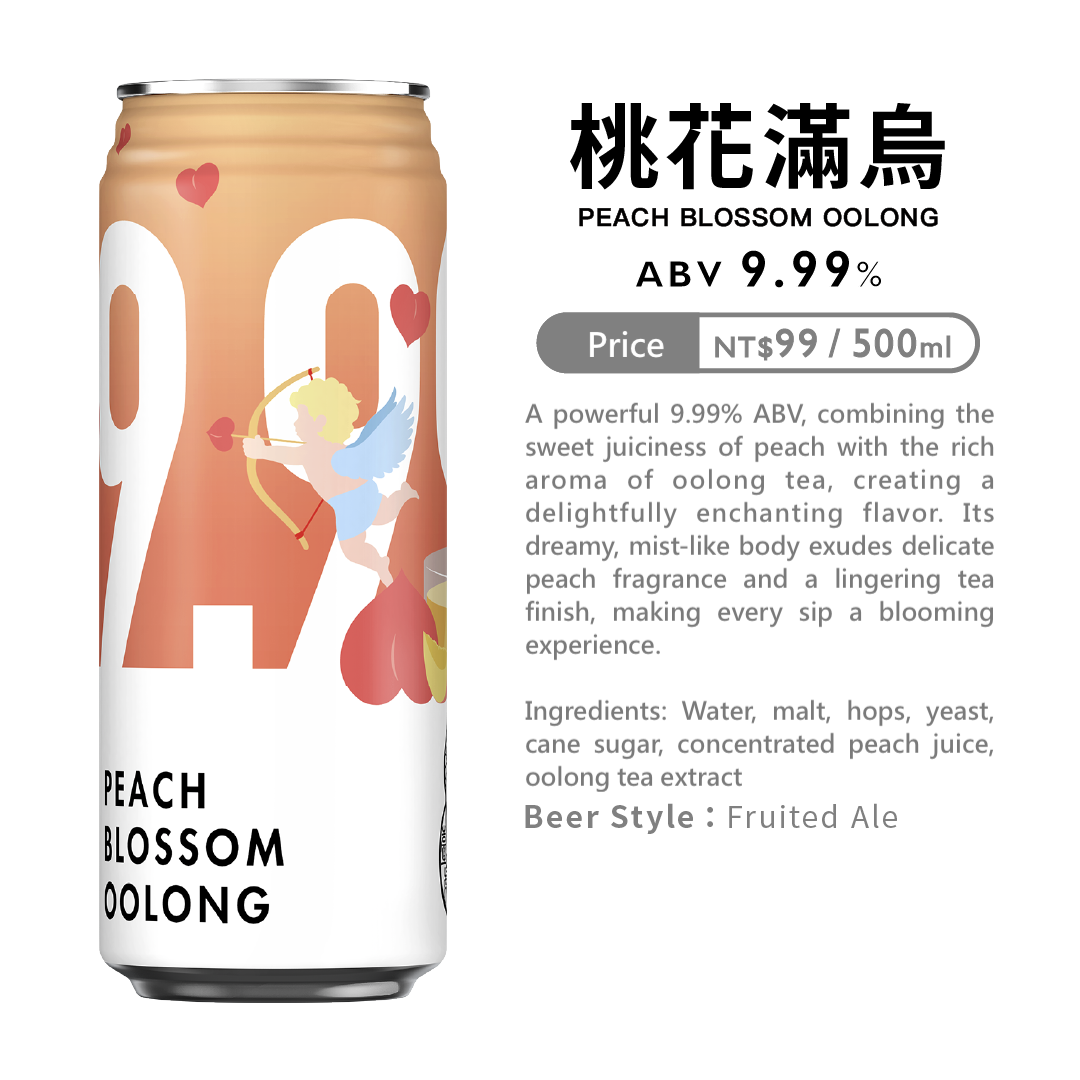 9.9
PEACH
BLOSSOM
OOLONG
桃花滿烏
PEACH BLOSSOM OOLONG
ABV 9.99%
Price NT$99 / 500ml
A powerful 9.99% ABV, combining the
sweet juiciness of peach with the rich
aroma of oolong tea, creating a
delightfully enchanting flavor. Its
dreamy, mist-like body exudes delicate
peach fragrance and a lingering tea
finish, making every sip a blooming
experience.
Ingredients: Water, malt, hops, yeast,
cane sugar, concentrated peach juice,
oolong tea extract
Beer Style：Fruited Ale